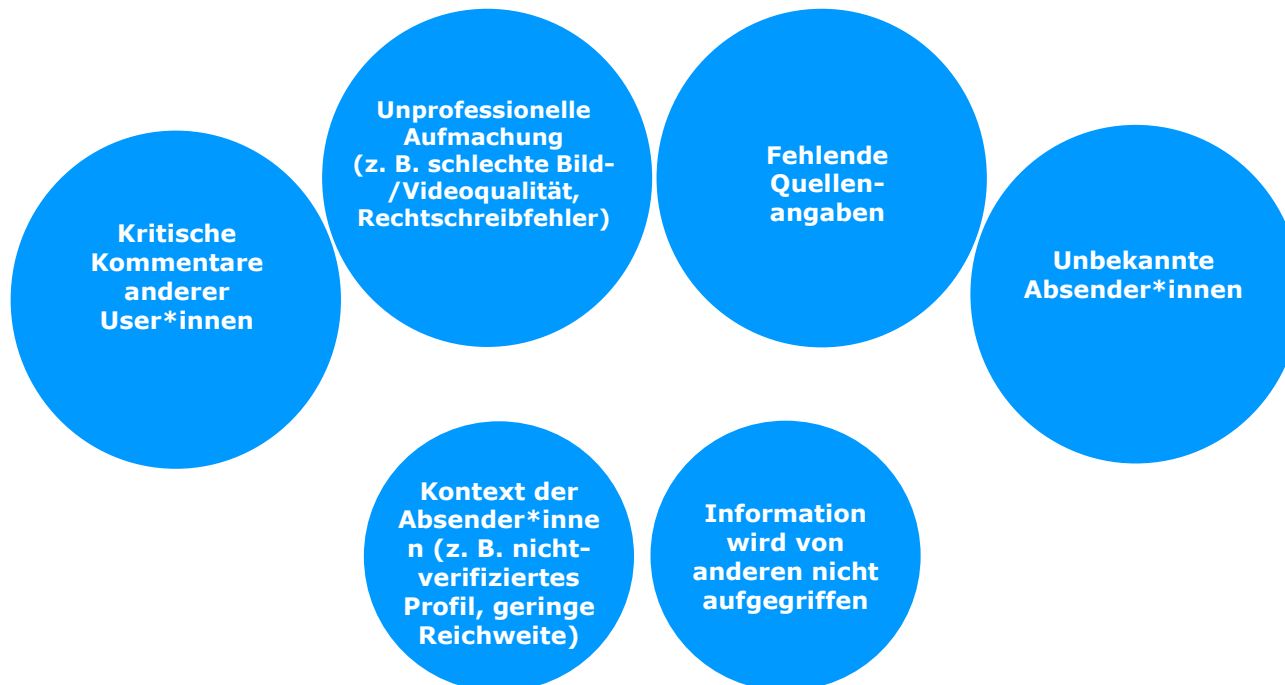 Unprofessionelle
Aufmachung
(z. B. schlechte Bild-
/Videoqualität,
Rechtschreibfehler)
Fehlende
Quellen-
angaben
Kritische
Kommentare
anderer
User*innen
Unbekannte
Absender*innen
Kontext der
Absender*inne
n (z. B. nicht-
verifiziertes
Profil, geringe
Reichweite)
Information
wird von
anderen nicht
aufgegriffen